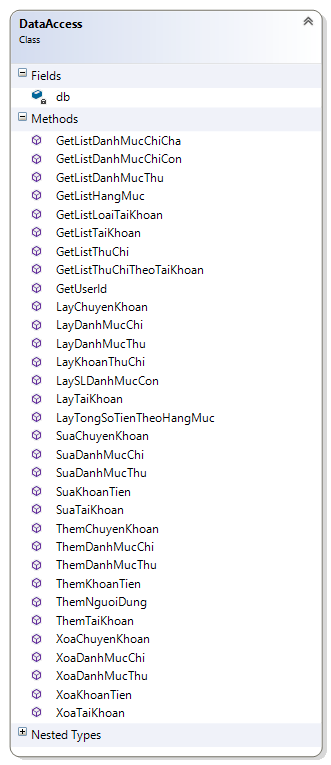 DataAccess
Class
Fields
db
Methods
GetListDanhMucChiCha
GetListDanhMucChiCon
GetListDanhMucThu
GetListHangMuc
GetListLoaiTaiKhoan
GetListTaiKhoan
GetListThuChi
GetListThuChiTheoTaiKhoan
GetUserId
LayChuyenKhoan
LayDanhMucChi
LayDanhMucThu
LayKhoanThuChi
LaySLDanhMucCon
LayTaiKhoan
LayTongSoTienTheoHangMuc
SuaChuyenKhoan
SuaDanhMucChi
SuaDanhMucThu
SuaKhoanTien
SuaTaiKhoan
ThemChuyenKhoan
ThemDanhMucChi
ThemDanhMucThu
ThemKhoanTien
ThemNguoiDung
ThemTaiKhoan
XoaChuyenKhoan
XoaDanhMucChi
XoaDanhMucThu
XoaKhoanTien
XoaTaiKhoan
Nested Types